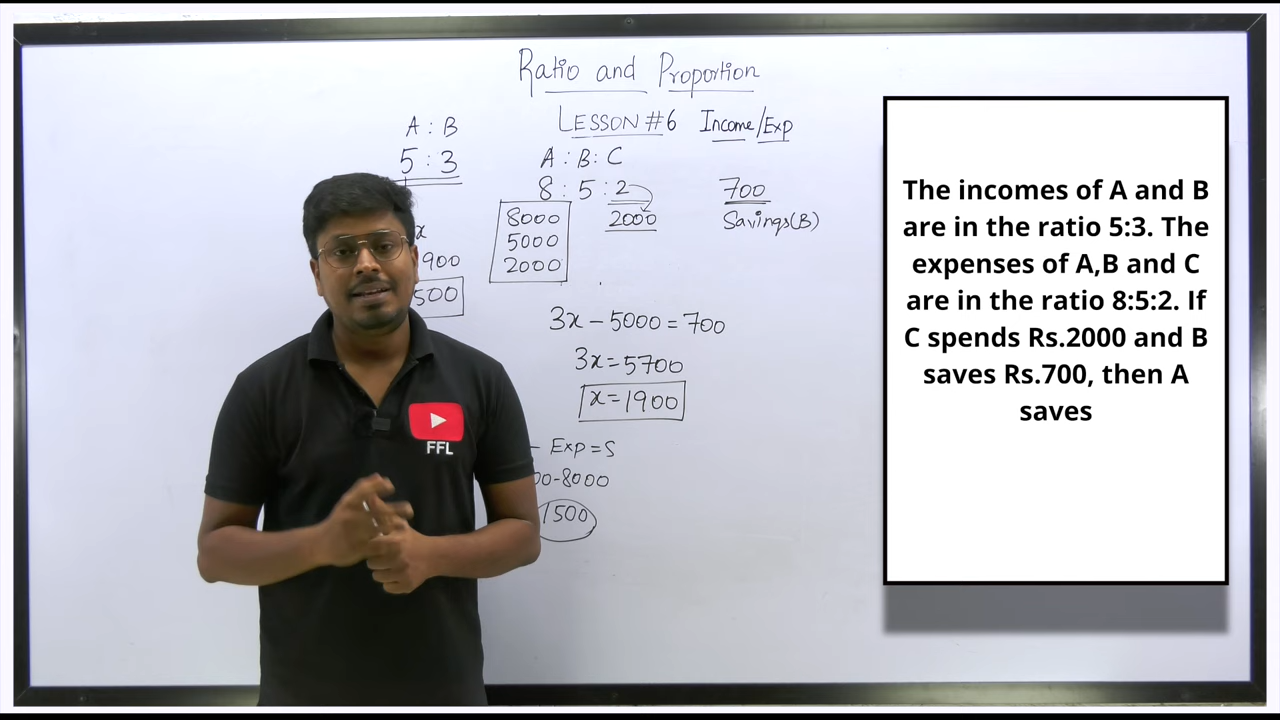 Ratio and Proportion
LESSON #6 Income/Exp
A : B
5 : 3
x
900
500
A : B : C
8 : 5 : 2
2000
8000
5000
2000
700
Savings(B)
3x - 5000 = 700
3x = 5700
x = 1900
- Exp = S
00-8000
1500
FFL
The incomes of A and B
are in the ratio 5:3. The
expenses of A,B and C
are in the ratio 8:5:2. If
C spends Rs.2000 and B
saves Rs.700, then A
saves